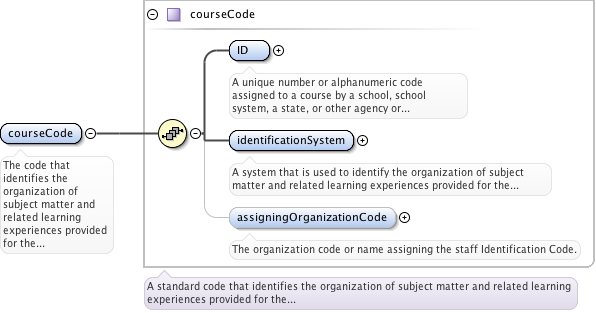 courseCode
ID
A unique number or alphanumeric code
assigned to a course by a school, school
system, a state, or other agency or...
courseCode
identificationSystem
The code that
identifies the
organization of
subject matter and
related learning
experiences provided
for the...
A system that is used to identify the organization of subject
matter and related learning experiences provided for the...
assigningOrganizationCode
The organization code or name assigning the staff Identification Code.
A standard code that identifies the organization of subject matter and related learning
experiences provided for the...